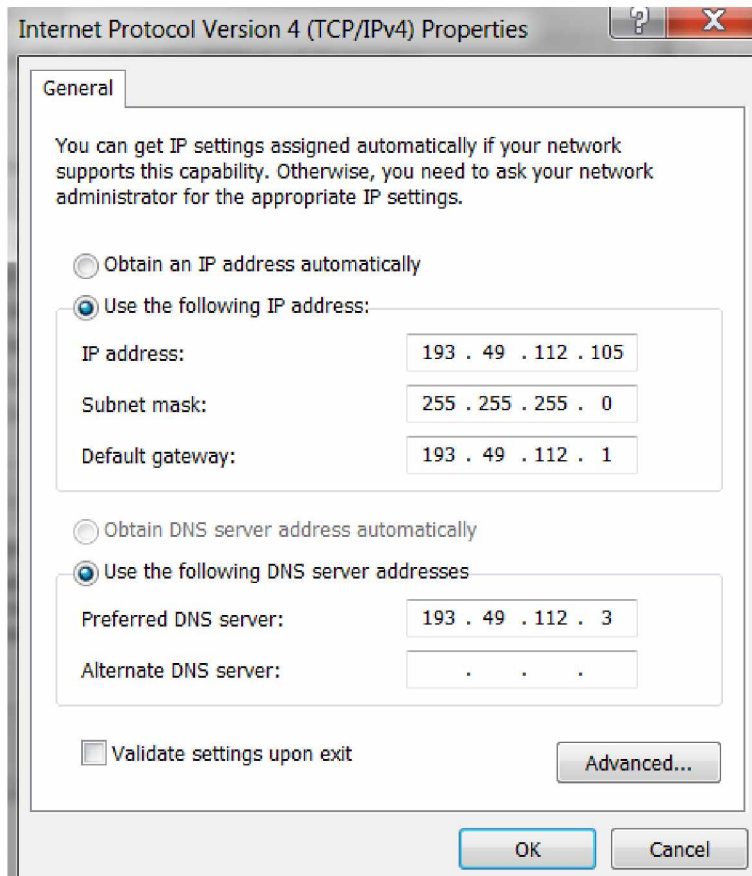 Internet Protocol Version 4 (TCP/IPv4) Properties
?
X
General
You can get IP settings assigned automatically if your network
supports this capability. Otherwise, you need to ask your network
administrator for the appropriate IP settings.
Obtain an IP address automatically
Use the following IP address:
IP address: 193 . 49 . 112 . 105
Subnet mask: 255 . 255 . 255 . 0
Default gateway: 193 . 49 . 112 . 1
Obtain DNS server address automatically
Use the following DNS server addresses
Preferred DNS server: 193 . 49 . 112 . 3
Alternate DNS server: . . .
Validate settings upon exit
Advanced...
OK Cancel